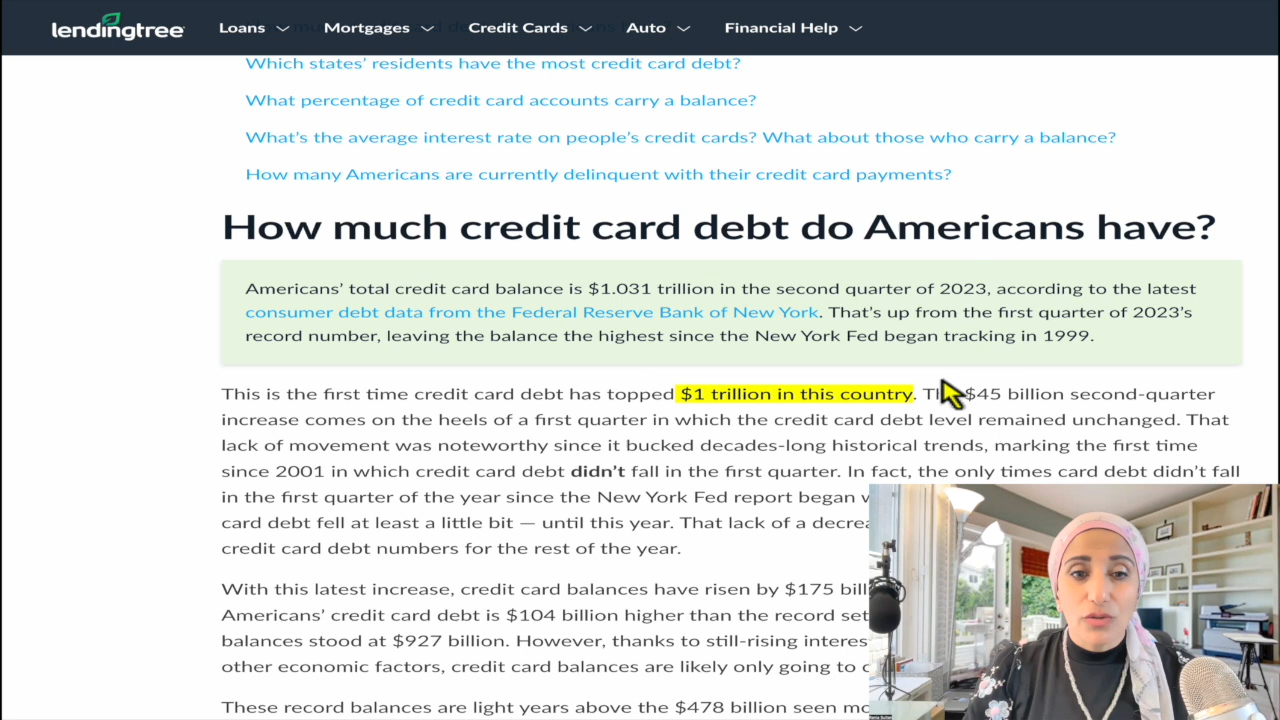 lendingtree
Loans
Mortgages
Credit Cards
Auto
Financial Help
Which states' residents have the most credit card debt?
What percentage of credit card accounts carry a balance?
What's the average interest rate on people's credit cards? What about those who carry a balance?
How many Americans are currently delinquent with their credit card payments?
How much credit card debt do Americans have?
Americans' total credit card balance is $1.031 trillion in the second quarter of 2023, according to the latest
consumer debt data from the Federal Reserve Bank of New York. That's up from the first quarter of 2023's
record number, leaving the balance the highest since the New York Fed began tracking in 1999.
This is the first time credit card debt has topped $1 trillion in this country. $45 billion second-quarter
increase comes on the heels of a first quarter in which the credit card debt level remained unchanged. That
lack of movement was noteworthy since it bucked decades-long historical trends, marking the first time
since 2001 in which credit card debt didn't fall in the first quarter. In fact, the only times card debt didn't fall
in the first quarter of the year since the New York Fed report began
card debt fell at least a little bit — until this year. That lack of a
credit card debt numbers for the rest of the year.
With this latest increase, credit card balances have risen by $175
Americans' credit card debt is $104 billion higher than the record set
balances stood at $927 billion. However, thanks to still-rising
other economic factors, credit card balances are likely only going to
These record balances are light years above the $478 billion seen